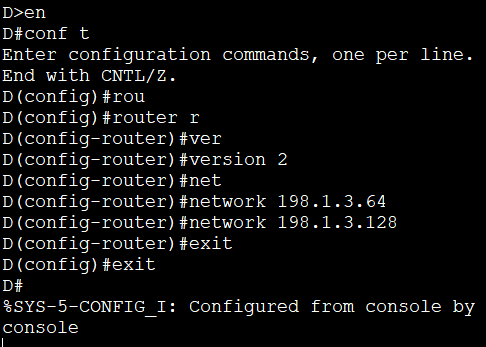 D>en
D#conf t
Enter configuration commands, one per line.
End with CNTL/Z.
D(config)#rou
D(config)#router r
D(config-router)#ver
D(config-router)#version 2
D(config-router)#net
D(config-router)#network 198.1.3.64
D(config-router)#network 198.1.3.128
D(config-router)#exit
D(config)#exit
D#
%SYS-5-CONFIG_I: Configured from console by
console